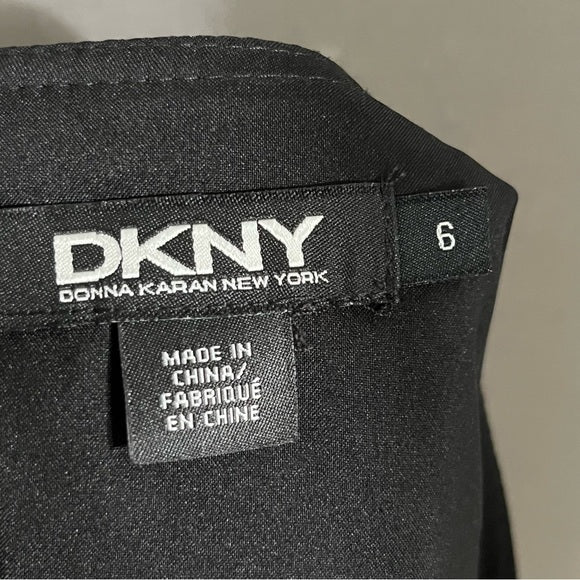 DKNY
DONNA KARAN NEW YORK
6
MADE IN
CHINA/
FABRIQUÉ
EN CHINE